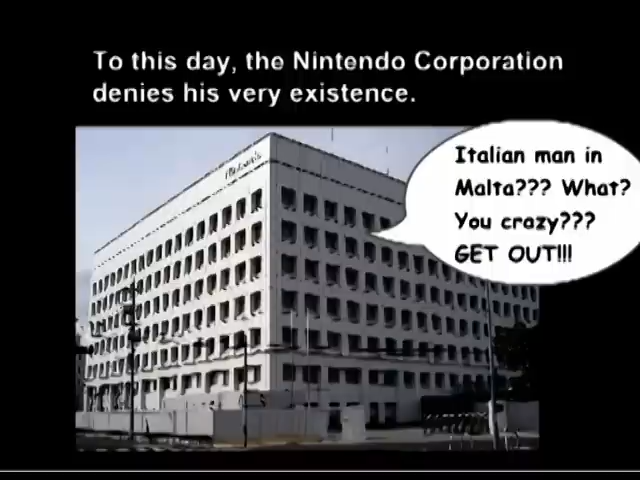 To this day, the Nintendo Corporation
denies his very existence.
Italian man in
Malta??? What?
You crazy???
GET OUT!!!